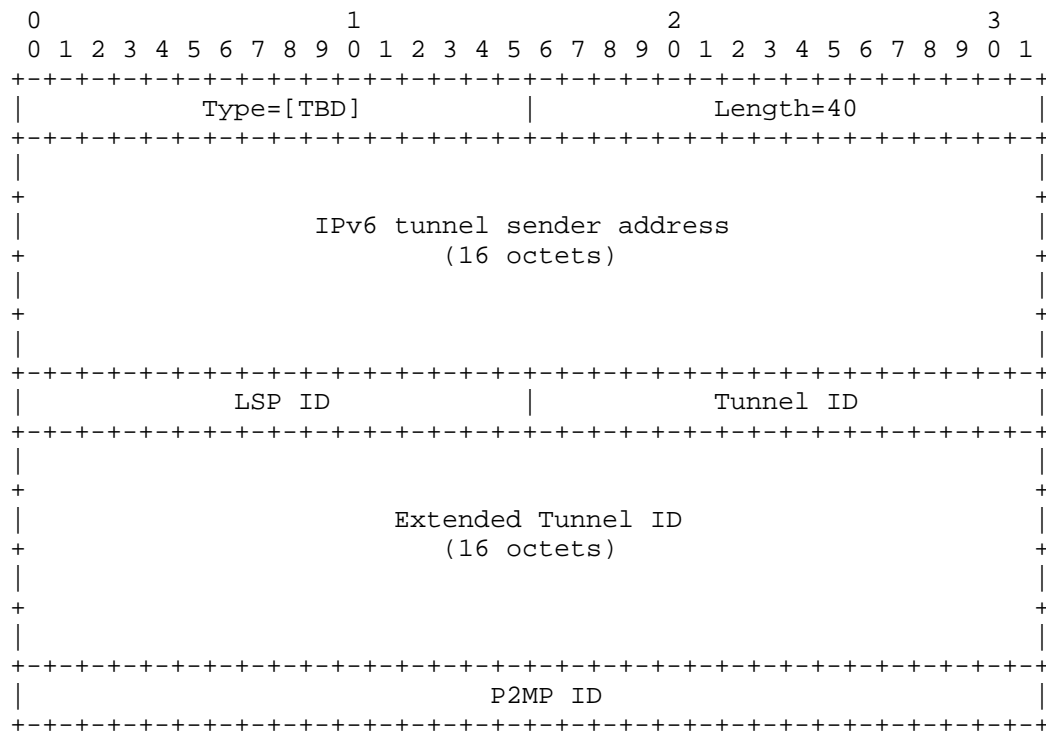 0                   1                   2                   3
0 1 2 3 4 5 6 7 8 9 0 1 2 3 4 5 6 7 8 9 0 1 2 3 4 5 6 7 8 9 0 1
+-+-+-+-+-+-+-+-+-+-+-+-+-+-+-+-+-+-+-+-+-+-+-+-+-+-+-+-+-+-+-+-+
|           Type=[TBD]          |           Length=40           |
+-+-+-+-+-+-+-+-+-+-+-+-+-+-+-+-+-+-+-+-+-+-+-+-+-+-+-+-+-+-+-+-+
|                                                               |
+                                                               +
|                  IPv6 tunnel sender address                   |
+                          (16 octets)                          +
|                                                               |
+                                                               +
|                                                               |
+-+-+-+-+-+-+-+-+-+-+-+-+-+-+-+-+-+-+-+-+-+-+-+-+-+-+-+-+-+-+-+-+
|             LSP ID            |           Tunnel ID           |
+-+-+-+-+-+-+-+-+-+-+-+-+-+-+-+-+-+-+-+-+-+-+-+-+-+-+-+-+-+-+-+-+
|                                                               |
+                                                               +
|                       Extended Tunnel ID                      |
+                          (16 octets)                          +
|                                                               |
+                                                               +
|                                                               |
+-+-+-+-+-+-+-+-+-+-+-+-+-+-+-+-+-+-+-+-+-+-+-+-+-+-+-+-+-+-+-+-+
|                             P2MP ID                           |
+-+-+-+-+-+-+-+-+-+-+-+-+-+-+-+-+-+-+-+-+-+-+-+-+-+-+-+-+-+-+-+-+